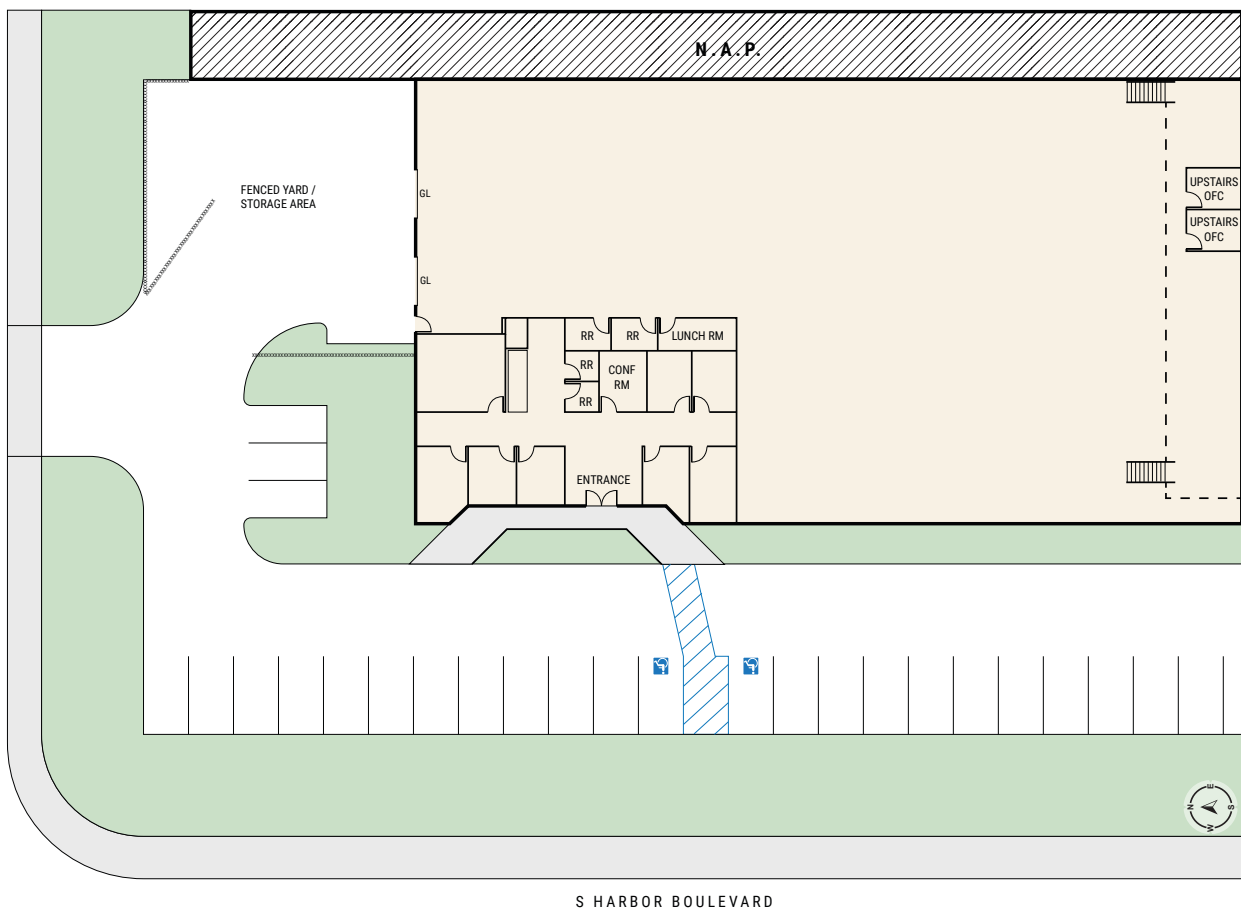 N.A.P.
FENCED YARD /
STORAGE AREA
GL
GL
UPSTAIRS
OFC
UPSTAIRS
OFC
RR
RR
LUNCH RM
RR
CONF
RM
RR
ENTRANCE
N
E
S
W
S HARBOR BOULEVARD